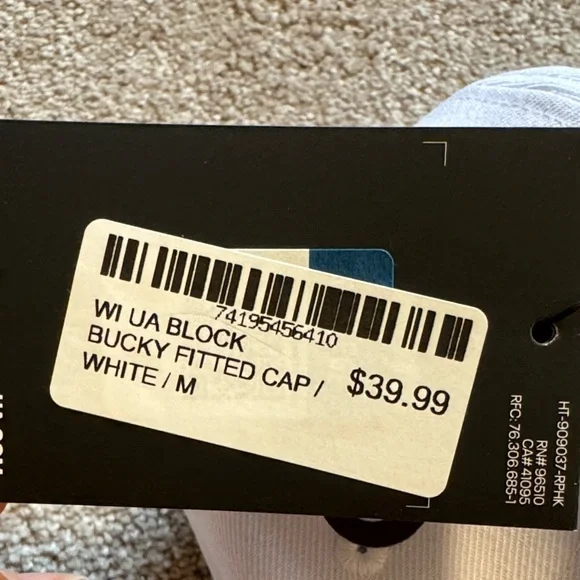 74195456410
WI UA BLOCK
BUCKY FITTED CAP /
WHITE / M
$39.99
HT-909037-RPHK
RN# 96510
CA# 41095
RFC: 76.306.685-1